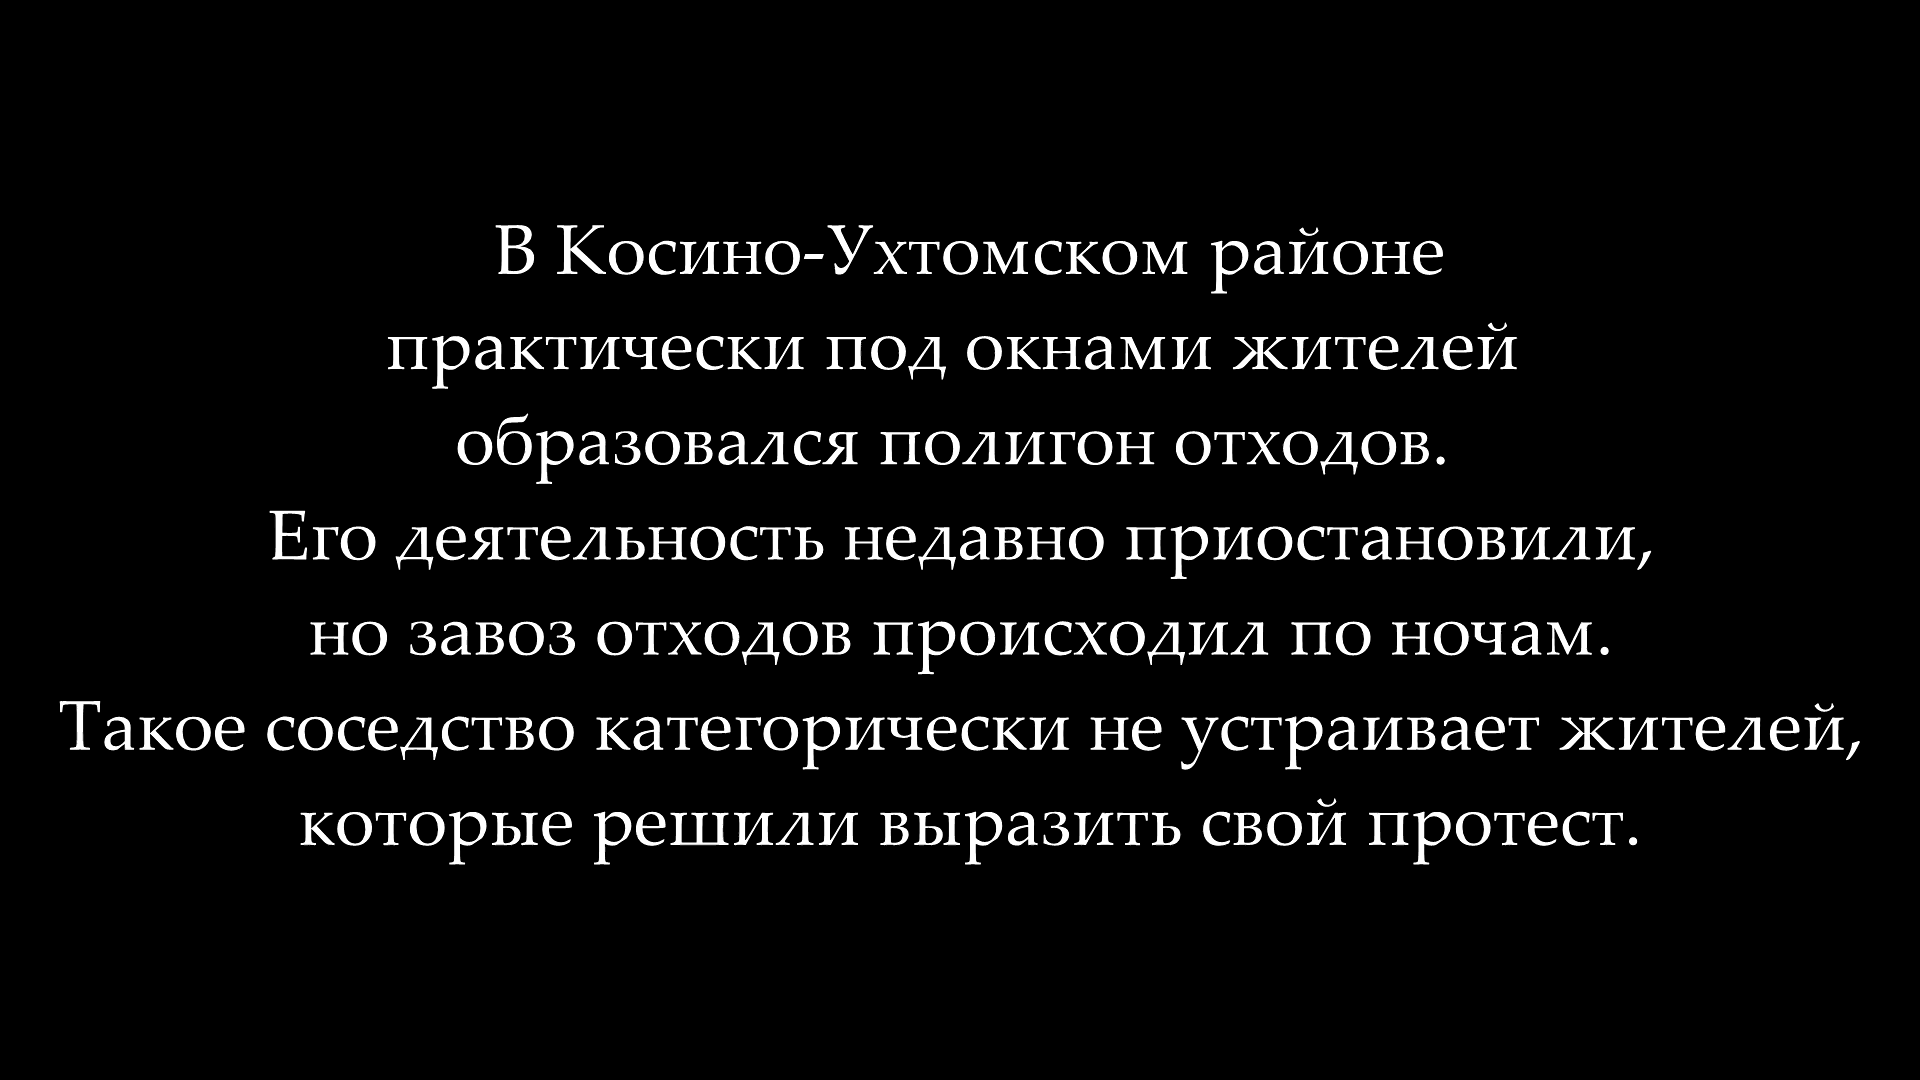 В Косино-Ухтомском районе
практически под окнами жителей
образовался полигон отходов.
Его деятельность недавно приостановили,
но завоз отходов происходил по ночам.
Такое соседство категорически не устраивает жителей,
которые решили выразить свой протест.